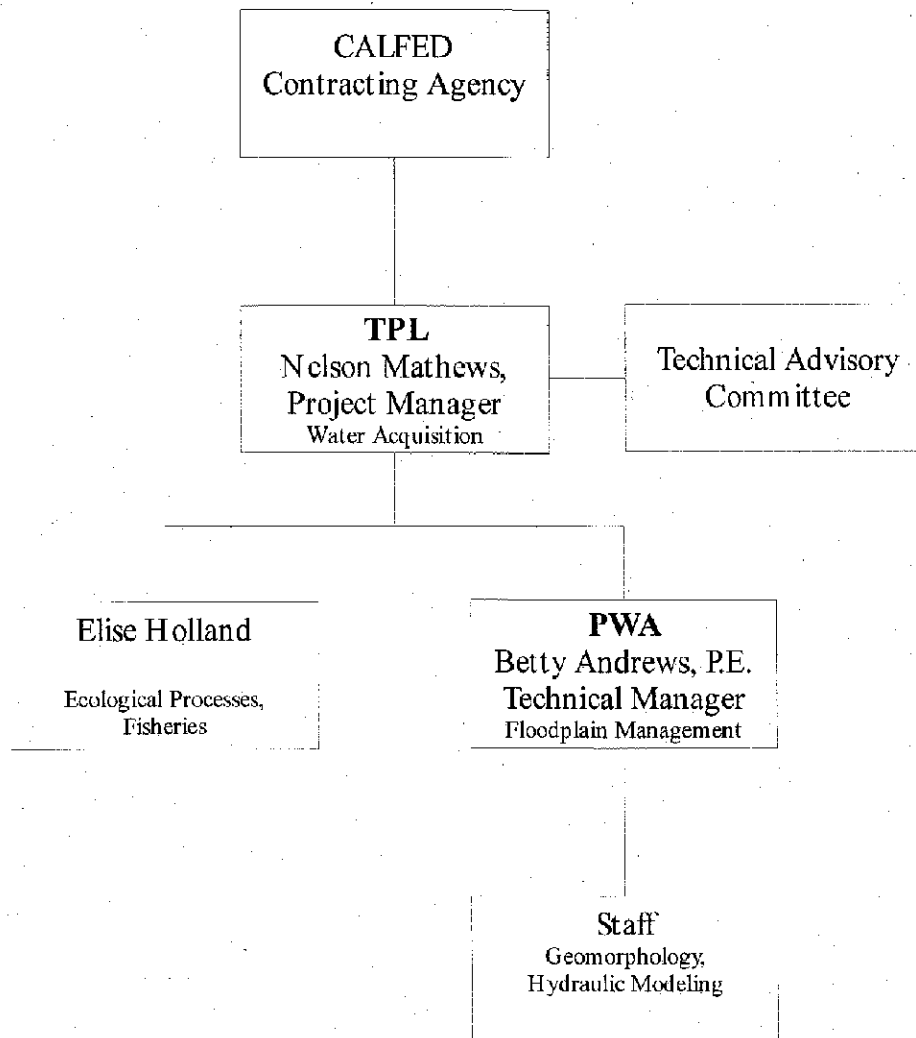 CALFED
Contracting Agency
TPL
Nelson Mathews,
Project Manager
Water Acquisition
Technical Advisory
Committee
Elise Holland
Ecological Processes,
Fisheries
PWA
Betty Andrews, P.E.
Technical Manager
Floodplain Management
Staff
Geomorphology,
Hydraulic Modeling